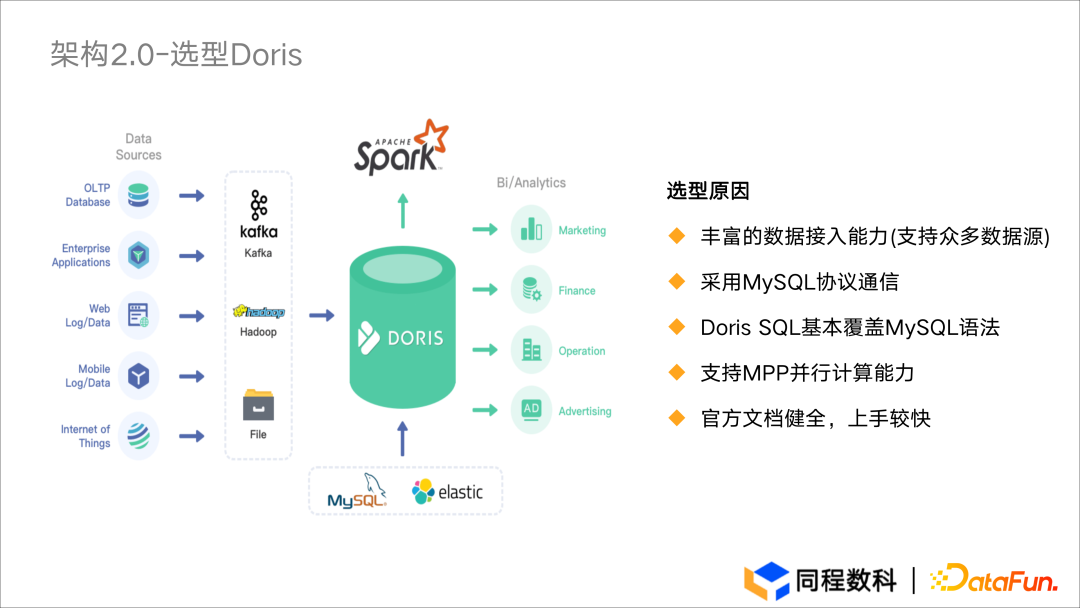 架构2.0-选型Doris
Data
Sources
OLTP
Database
Enterprise
Applications
Web
Log/Data
Mobile
Log/Data
Internet of
Things
kafka
Kafka
hadoop
Hadoop
File
APACHE
Spark™
DORIS
MySQL®
elastic
Bi/Analytics
Marketing
Finance
Operation
AD
Advertising
选型原因
丰富的数据接入能力(支持众多数据源)
采用MySQL协议通信
Doris SQL基本覆盖MySQL语法
支持MPP并行计算能力
官方文档健全，上手较快
同程数科
DataFun.